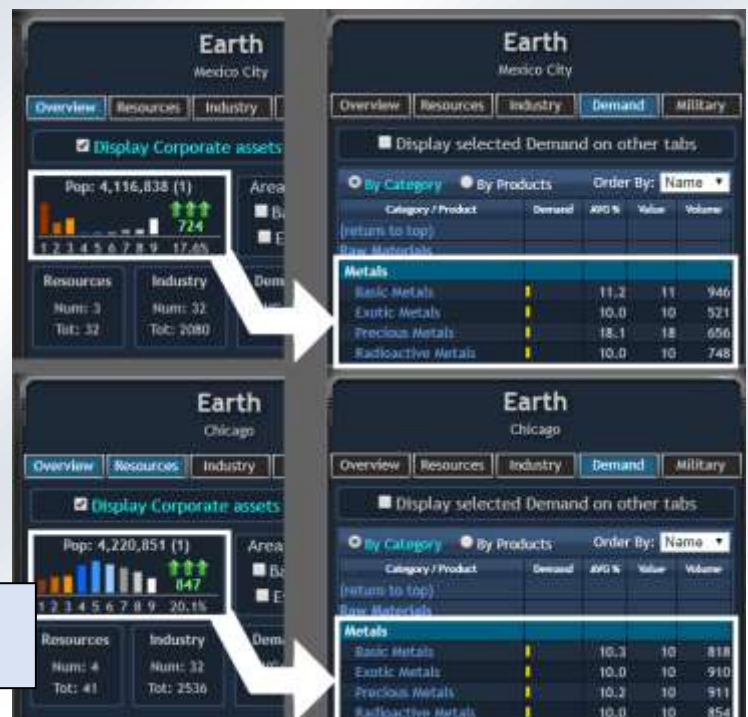 Earth
Mexico City
Overview Resources Industry
Display Corporate assets
Pop: 4,116,838 (1)
Area
724
1 2 3 4 5 6 7 8 9 17.6%
Resources Industry Dem
Num: 3 Num: 32
Tot: 32 Tot: 2080
Earth
Mexico City
Overview Resources Industry Demand Military
Display selected Demand on other tabs
By Category By Products Order By: Name
Category / Product Demand AVG % Value Volume
(return to top)
Raw Materials
Metals
Basic Metals 11.2 11 946
Exotic Metals 10.0 10 521
Precious Metals 18.1 18 656
Radioactive Metals 10.0 10 748
Earth
Chicago
Overview Resources Industry
Display Corporate assets
Pop: 4,220,851 (1)
Area
847
1 2 3 4 5 6 7 8 9 20.1%
Resources Industry Dem
Num: 4 Num: 32
Tot: 41 Tot: 2536
Earth
Chicago
Overview Resources Industry Demand Military
Display selected Demand on other tabs
By Category By Products Order By: Name
Category / Product Demand AVG % Value Volume
(return to top)
Raw Materials
Metals
Basic Metals 10.3 10 818
Exotic Metals 10.0 10 910
Precious Metals 10.2 10 911
Radioactive Metals 10.0 10 854